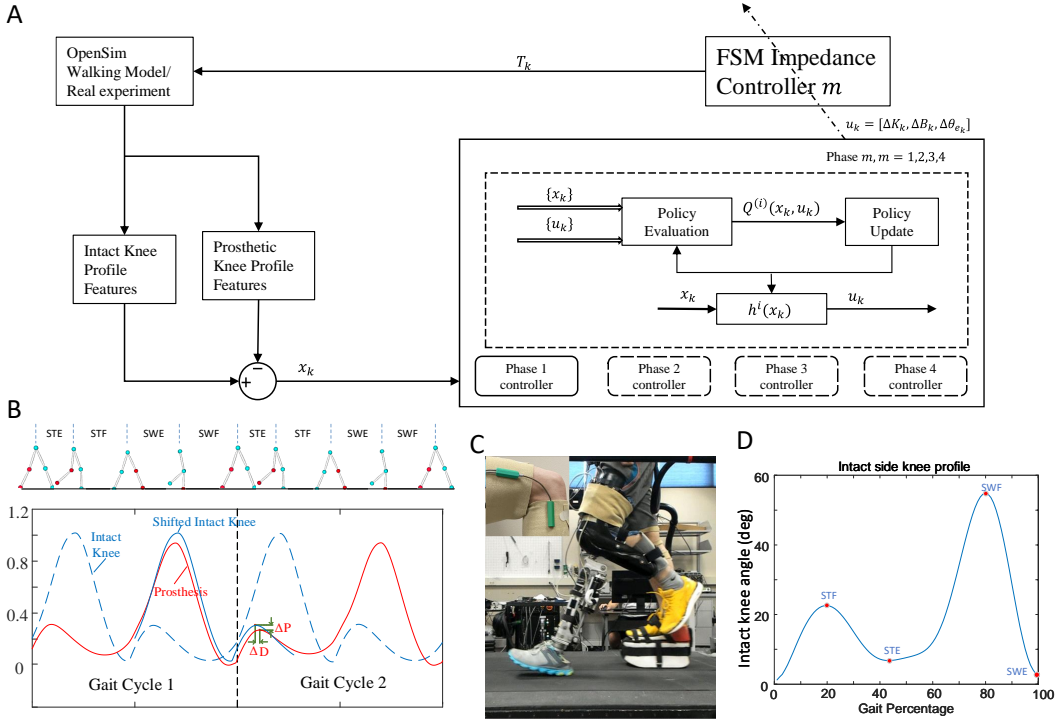 A
OpenSim
Walking Model/
Real experiment
T_k
FSM Impedance
Controller m
u_k = [ΔK_k, ΔB_k, Δθ_{e_k}]
Phase m, m = 1,2,3,4
{x_k}
{u_k}
Policy
Evaluation
Q^{(i)}(x_k, u_k)
Policy
Update
x_k
h^i(x_k)
u_k
Intact Knee
Profile
Features
Prosthetic
Knee Profile
Features
+
−
x_k
Phase 1
controller
Phase 2
controller
Phase 3
controller
Phase 4
controller
B
STE STF SWE SWF STE STF SWE SWF
1.2
0.8
0.4
0
Intact
Knee
Shifted Intact Knee
Prosthesis
ΔP
ΔD
Gait Cycle 1
Gait Cycle 2
C
D
Intact side knee profile
Intact knee angle (deg)
60
40
20
0
STF
STE
SWF
SWE
0 20 40 60 80 100
Gait Percentage